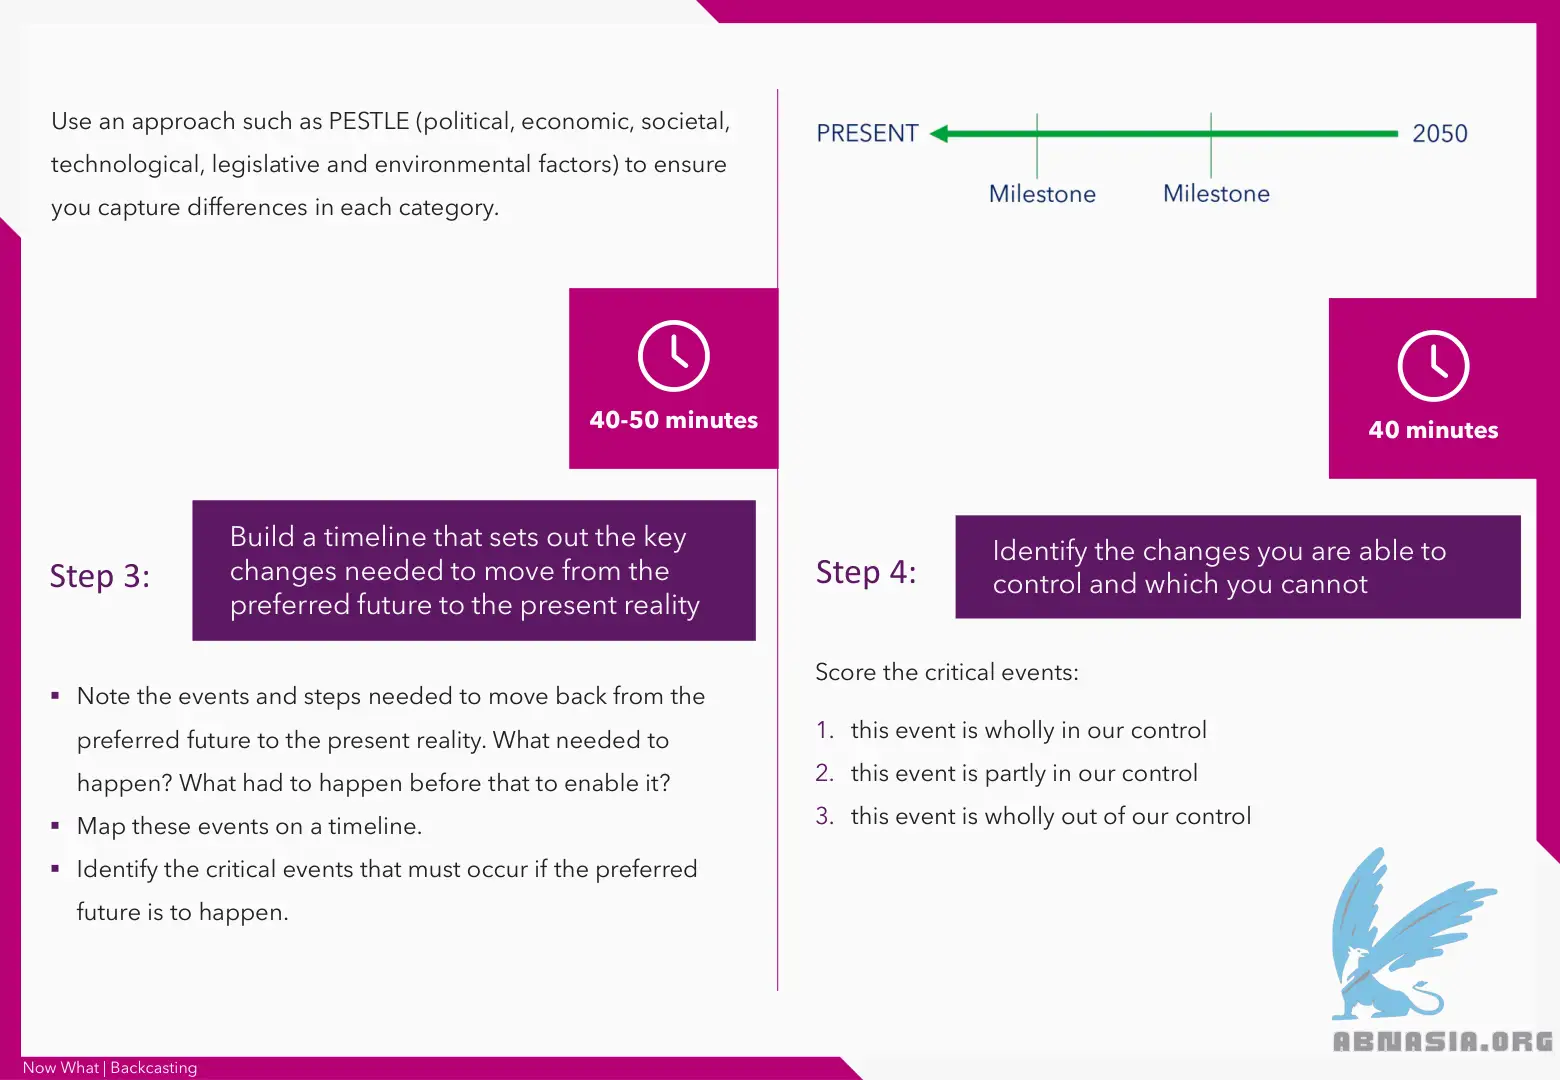 Use an approach such as PESTLE (political, economic, societal,
technological, legislative and environmental factors) to ensure
you capture differences in each category.
40-50 minutes
Step 3:
Build a timeline that sets out the key
changes needed to move from the
preferred future to the present reality
▪ Note the events and steps needed to move back from the
preferred future to the present reality. What needed to
happen? What had to happen before that to enable it?
▪ Map these events on a timeline.
▪ Identify the critical events that must occur if the preferred
future is to happen.
PRESENT
2050
Milestone
Milestone
40 minutes
Step 4:
Identify the changes you are able to
control and which you cannot
Score the critical events:
1. this event is wholly in our control
2. this event is partly in our control
3. this event is wholly out of our control
ABNASIA.ORG
Now What | Backcasting